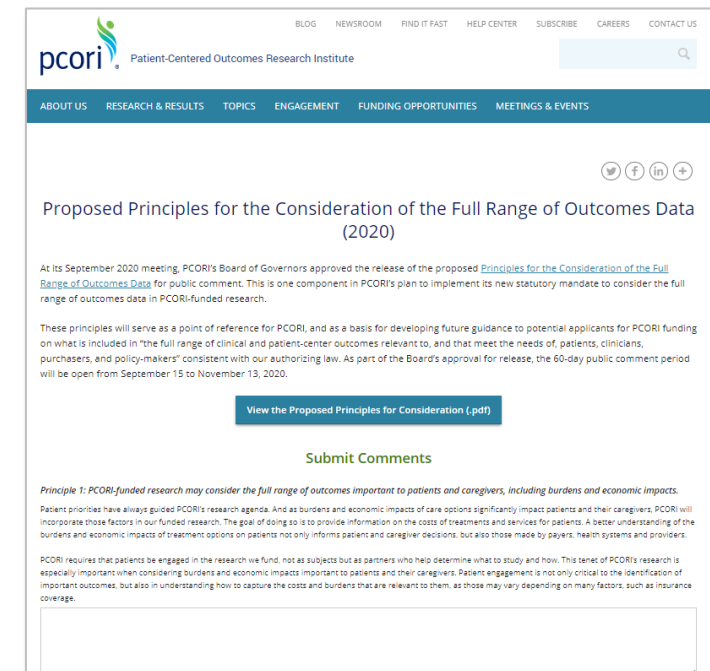 BLOG NEWSROOM FIND IT FAST HELP CENTER SUBSCRIBE CAREERS CONTACT US
pcori
Patient-Centered Outcomes Research Institute
ABOUT US RESEARCH & RESULTS TOPICS ENGAGEMENT FUNDING OPPORTUNITIES MEETINGS & EVENTS
Proposed Principles for the Consideration of the Full Range of Outcomes Data
(2020)
At its September 2020 meeting, PCORI's Board of Governors approved the release of the proposed Principles for the Consideration of the Full
Range of Outcomes Data for public comment. This is one component in PCORI's plan to implement its new statutory mandate to consider the full
range of outcomes data in PCORI-funded research.
These principles will serve as a point of reference for PCORI, and as a basis for developing future guidance to potential applicants for PCORI funding
on what is included in "the full range of clinical and patient-center outcomes relevant to, and that meet the needs of, patients, clinicians,
purchasers, and policy-makers" consistent with our authorizing law. As part of the Board's approval for release, the 60-day public comment period
will be open from September 15 to November 13, 2020.
View the Proposed Principles for Consideration (.pdf)
Submit Comments
Principle 1: PCORI-funded research may consider the full range of outcomes important to patients and caregivers, including burdens and economic impacts.
Patient priorities have always guided PCORI's research agenda. And as burdens and economic impacts of care options significantly impact patients and their caregivers, PCORI will
incorporate those factors in our funded research. The goal of doing so is to provide information on the costs of treatments and services for patients. A better understanding of the
burdens and economic impacts of treatment options on patients not only informs patient and caregiver decisions, but also those made by payers, health systems and providers.
PCORI requires that patients be engaged in the research we fund, not as subjects but as partners who help determine what to study and how. This tenet of PCORI's research is
especially important when considering burdens and economic impacts important to patients and their caregivers. Patient engagement is not only critical to the identification of
important outcomes, but also in understanding how to capture the costs and burdens that are relevant to them, as those may vary depending on many factors, such as insurance
coverage.